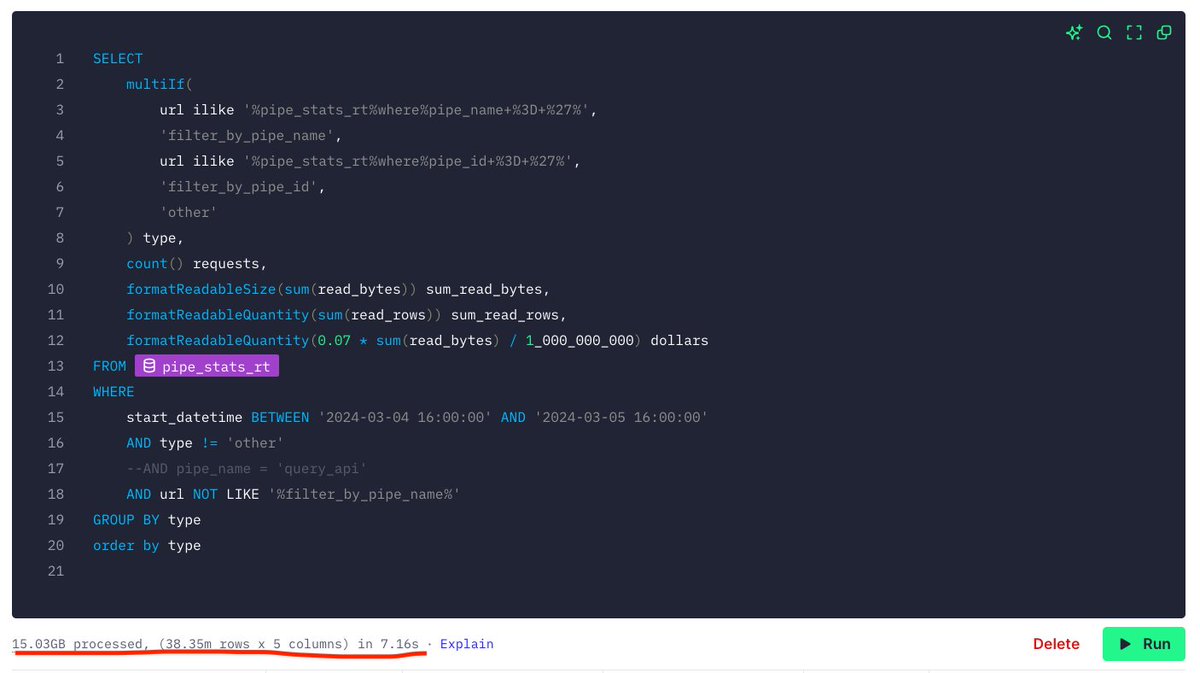 1 SELECT
2 multiIf(
3 url ilike '%pipe_stats_rt%where%pipe_name+%3D+%27%',
4 'filter_by_pipe_name',
5 url ilike '%pipe_stats_rt%where%pipe_id+%3D+%27%',
6 'filter_by_pipe_id',
7 'other'
8 ) type,
9 count() requests,
10 formatReadableSize(sum(read_bytes)) sum_read_bytes,
11 formatReadableQuantity(sum(read_rows)) sum_read_rows,
12 formatReadableQuantity(0.07 * sum(read_bytes) / 1_000_000_000) dollars
13 FROM pipe_stats_rt
14 WHERE
15 start_datetime BETWEEN '2024-03-04 16:00:00' AND '2024-03-05 16:00:00'
16 AND type != 'other'
17 --AND pipe_name = 'query_api'
18 AND url NOT LIKE '%filter_by_pipe_name%'
19 GROUP BY type
20 order by type
21
15.03GB processed, (38.35m rows x 5 columns) in 7.16s · Explain Delete Run